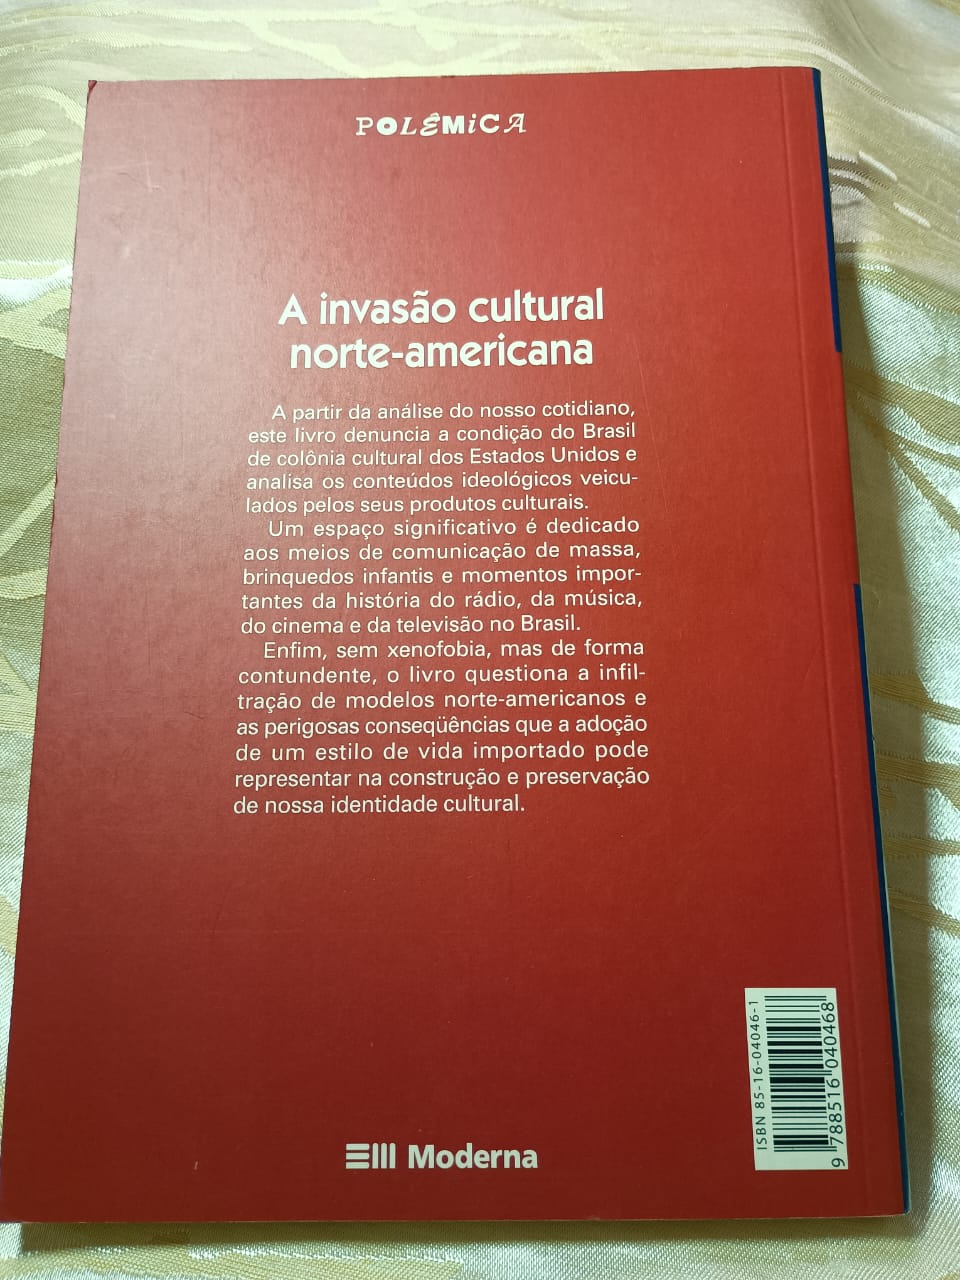 POLÊMiCA
A invasão cultural
norte-americana
A partir da análise do nosso cotidiano,
este livro denuncia a condição do Brasil
de colônia cultural dos Estados Unidos e
analisa os conteúdos ideológicos veicu-
lados pelos seus produtos culturais.
Um espaço significativo é dedicado
aos meios de comunicação de massa,
brinquedos infantis e momentos impor-
tantes da história do rádio, da música,
do cinema e da televisão no Brasil.
Enfim, sem xenofobia, mas de forma
contundente, o livro questiona a infil-
tração de modelos norte-americanos e
as perigosas conseqüências que a adoção
de um estilo de vida importado pode
representar na construção e preservação
de nossa identidade cultural.
ISBN 85-16-04046-1
9 788516 040468
Moderna